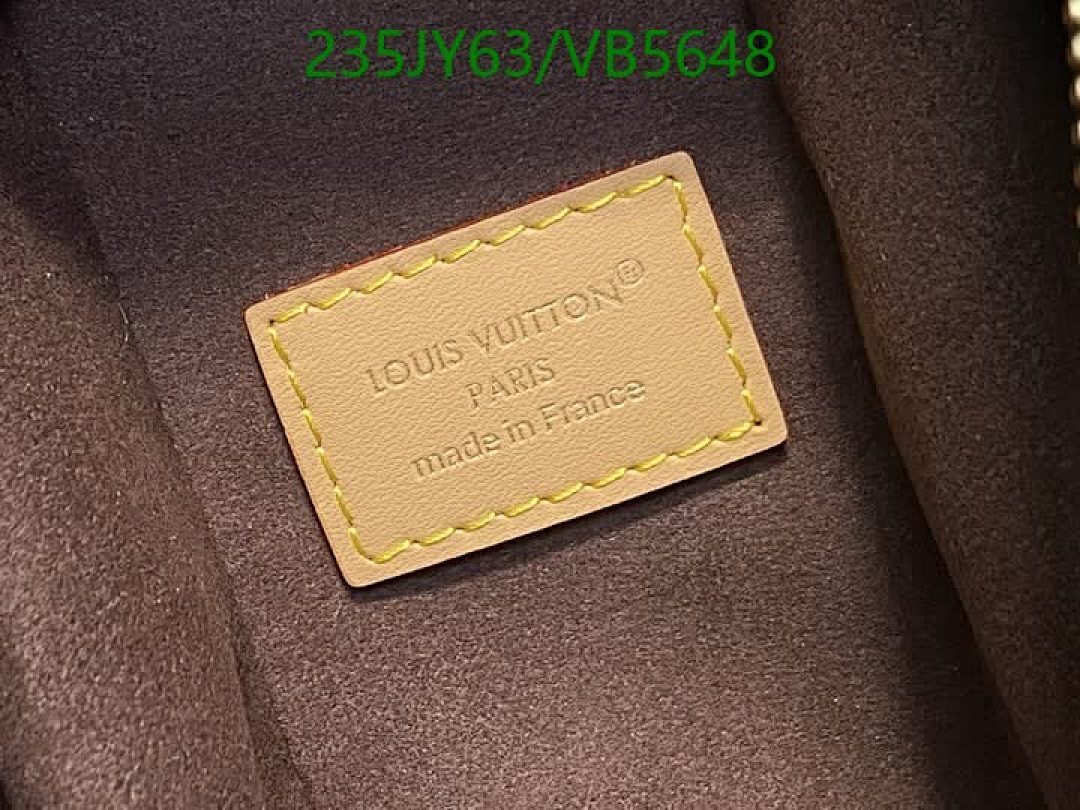 235JY63/VB5648
LOUIS VUITTON®
PARIS
made in France